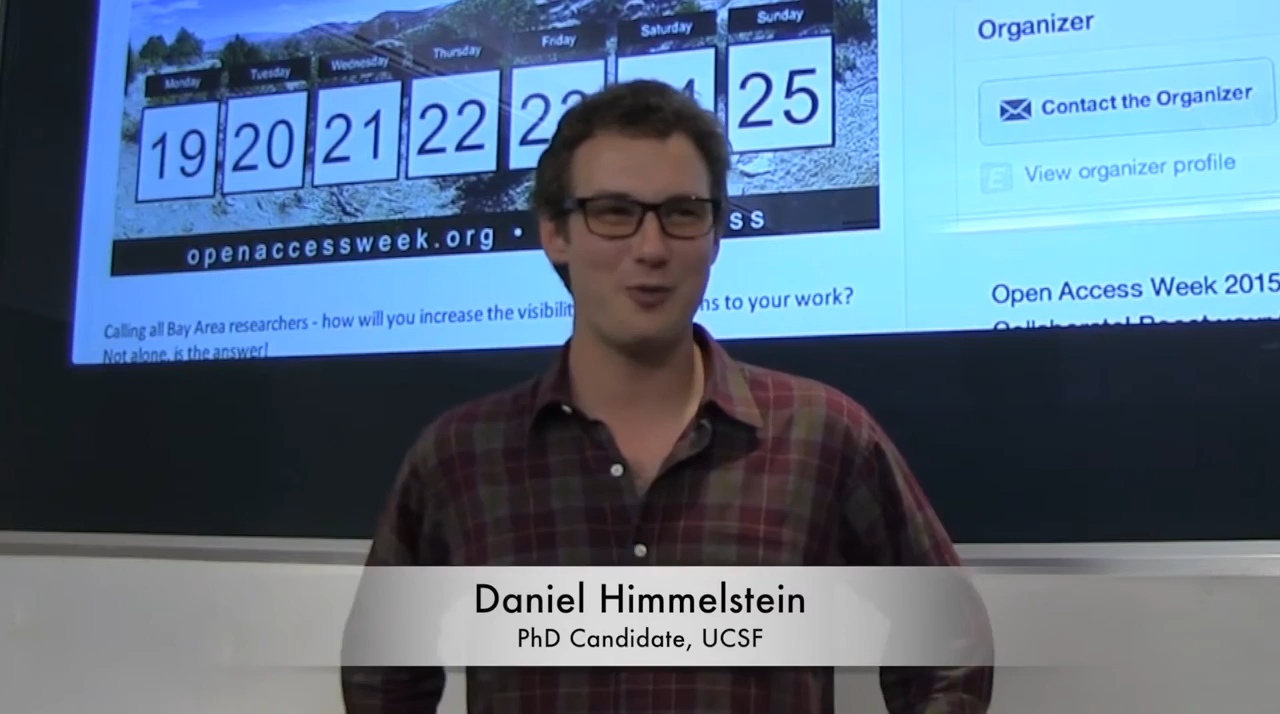 Monday Tuesday Wednesday Thursday Friday Saturday Sunday
19 20 21 22 25
openaccessweek.org •
ss
Calling all Bay Area researchers - how will you increase the
ns to your work?
Not alone, is the answer!
Organizer
Contact the Organizer
E
View organizer profile
Open Access Week 2015
Daniel Himmelstein
PhD Candidate, UCSF